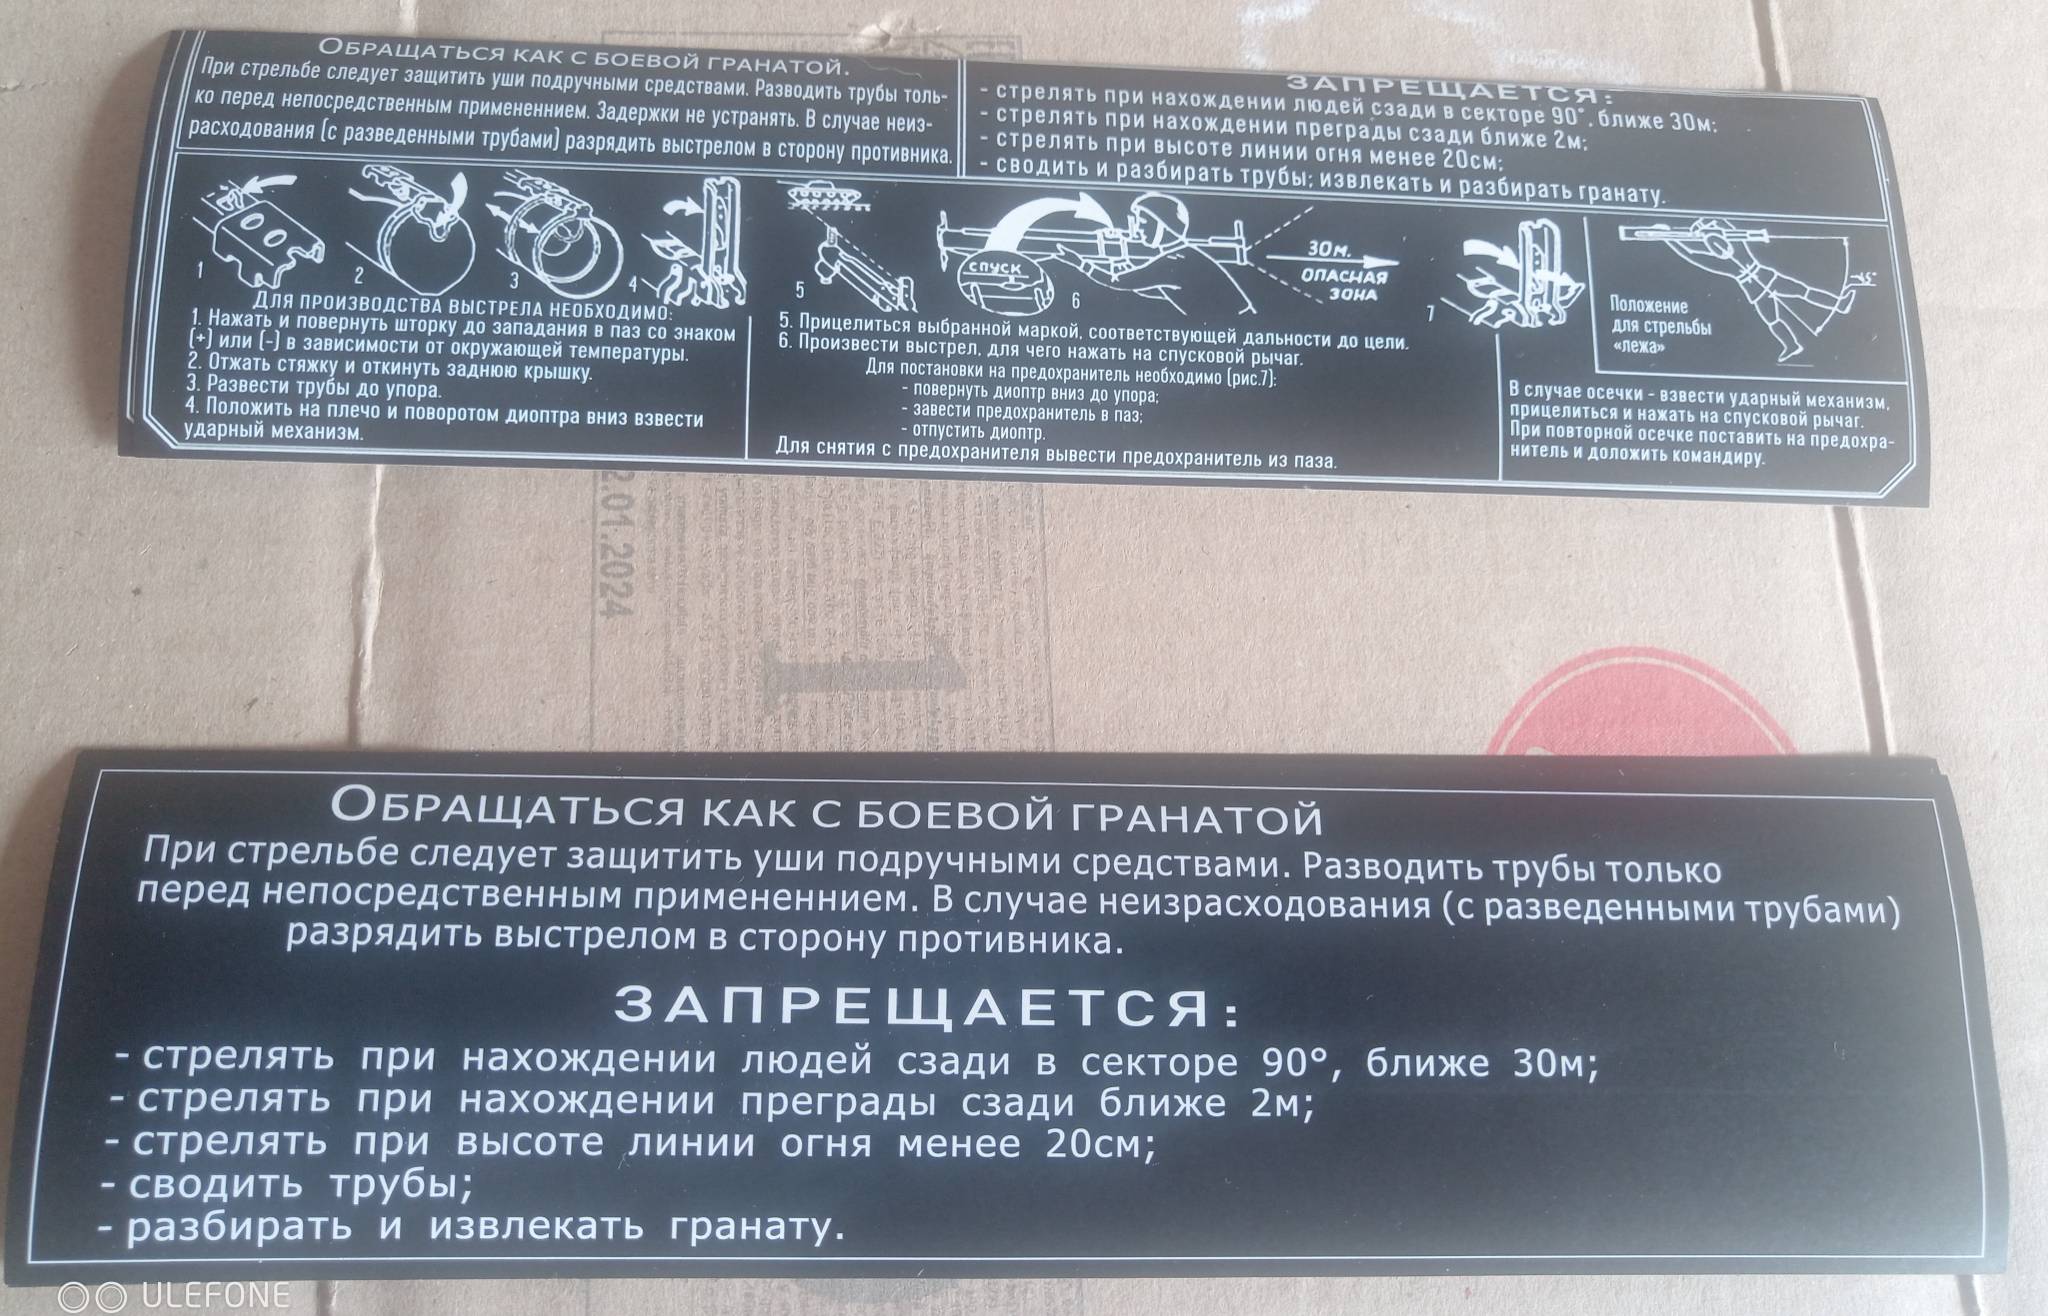 ОБРАЩАТЬСЯ КАК С БОЕВОЙ ГРАНАТОЙ.
При стрельбе следует защитить уши подручными средствами. Разводить трубы толь-
ко перед непосредственным примененнием. Задержки не устранять. В случае неиз-
расходования (с разведенными трубами) разрядить выстрелом в сторону противника.
ЗАПРЕЩАЕТСЯ:
- стрелять при нахождении людей сзади в секторе 90°, ближе 30м;
- стрелять при нахождении преграды сзади ближе 2м;
- стрелять при высоте линии огня менее 20см;
- сводить и разбирать трубы; извлекать и разбирать гранату.
1
2
3
4
ДЛЯ ПРОИЗВОДСТВА ВЫСТРЕЛА НЕОБХОДИМО:
1. Нажать и повернуть шторку до западания в паз со знаком
(+) или (-) в зависимости от окружающей температуры.
2. Отжать стяжку и откинуть заднюю крышку.
3. Развести трубы до упора.
4. Положить на плечо и поворотом диоптра вниз взвести
ударный механизм.
5
СПУСК
6
30 М.
ОПАСНАЯ
ЗОНА
7
5. Прицелиться выбранной маркой, соответствующей дальности до цели.
6. Произвести выстрел, для чего нажать на спусковой рычаг.
Для постановки на предохранитель необходимо (рис.7):
- повернуть диоптр вниз до упора;
- завести предохранитель в паз;
- отпустить диоптр.
Для снятия с предохранителя вывести предохранитель из паза.
45°
Положение
для стрельбы
«лежа»
В случае осечки - взвести ударный механизм,
прицелиться и нажать на спусковой рычаг.
При повторной осечке поставить на предохра-
нитель и доложить командиру.
2.01.2024
1
ОБРАЩАТЬСЯ КАК С БОЕВОЙ ГРАНАТОЙ
При стрельбе следует защитить уши подручными средствами. Разводить трубы только
перед непосредственным примененнием. В случае неизрасходования (с разведенными трубами)
разрядить выстрелом в сторону противника.
ЗАПРЕЩАЕТСЯ:
- стрелять при нахождении людей сзади в секторе 90°, ближе 30м;
- стрелять при нахождении преграды сзади ближе 2м;
- стрелять при высоте линии огня менее 20см;
- сводить трубы;
- разбирать и извлекать гранату.
ULEFONE